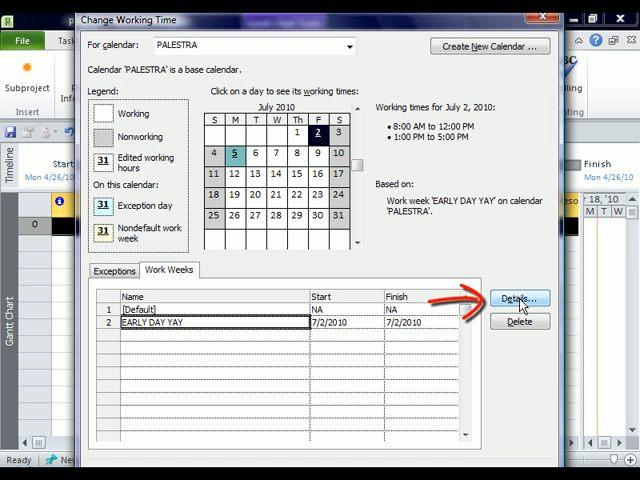 Change Working Time
File
Task
For calendar:
PALESTRA
Create New Calendar ...
Calendar 'PALESTRA' is a base calendar.
Legend:
Working
Nonworking
31 Edited working hours
On this calendar:
31 Exception day
31 Nondefault work week
Click on a day to see its working times:
July 2010
S M T W Th F S
1 2 3
4 5 6 7 8 9 10
11 12 13 14 15 16 17
18 19 20 21 22 23 24
25 26 27 28 29 30 31
Working times for July 2, 2010:
• 8:00 AM to 12:00 PM
• 1:00 PM to 5:00 PM
Based on:
Work week 'EARLY DAY YAY' on calendar
'PALESTRA'.
Subproject
Insert
Timeline
Start
Mon 4/26/10
Finish
Mon 4/26/10
18, '10
M T W
0
Gantt Chart
Exceptions
Work Weeks
Name Start Finish
1 [Default] NA NA
2 EARLY DAY YAY 7/2/2010 7/2/2010
Details...
Delete
Ready